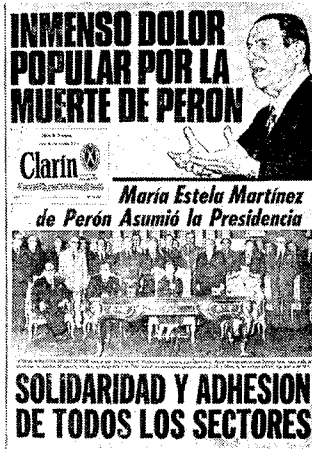 INMENSO DOLOR
POPULAR POR LA
MUERTE DE PERON
Clarín
María Estela Martínez
de Perón Asumió la Presidencia
SOLIDARIDAD Y ADHESION
DE TODOS LOS SECTORES